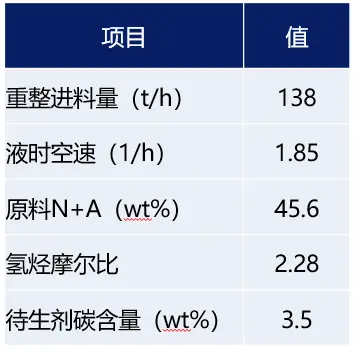 项目 值
重整进料量（t/h） 138
液时空速（1/h） 1.85
原料N+A（wt%） 45.6
氢烃摩尔比 2.28
待生剂碳含量（wt%） 3.5